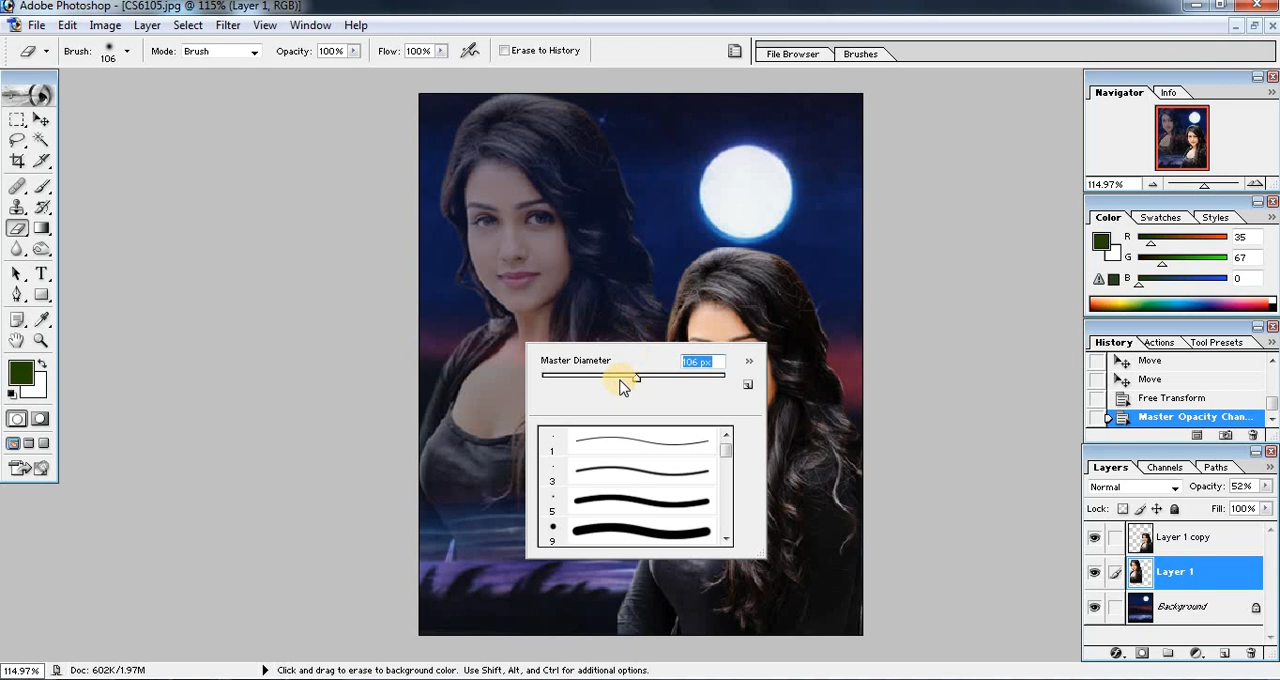 Adobe Photoshop - [CS6105.jpg @ 115% (Layer 1, RGB)]
File Edit Image Layer Select Filter View Window Help
Brush: 106 Mode: Brush Opacity: 100% Flow: 100% Erase to History File Browser Brushes
Navigator Info
114.97%
Color Swatches Styles
R 35
G 67
B 0
History Actions Tool Presets
Move
Move
Free Transform
Master Opacity Chan...
Layers Channels Paths
Normal Opacity: 52%
Lock: Fill: 100%
Layer 1 copy
Layer 1
Background
Master Diameter 106 px
1
3
5
9
114.97% Doc: 602K/1.97M Click and drag to erase to background color. Use Shift, Alt, and Ctrl for additional options.